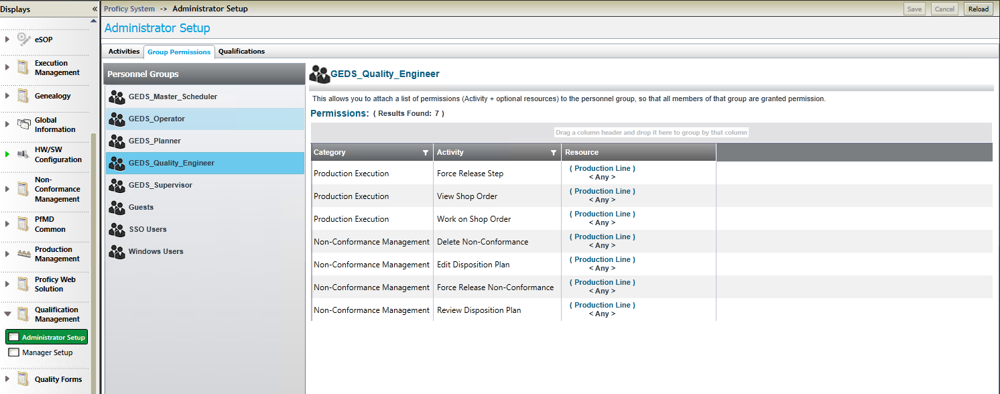 Displays «
Proficy System -> Administrator Setup
Save Cancel Reload
Administrator Setup
Activities Group Permissions Qualifications
eSOP
Execution
Management
Genealogy
Global
Information
HW/SW
Configuration
Non-
Conformance
Management
PfMD
Common
Production
Management
Proficy Web
Solution
Qualification
Management
Administrator Setup
Manager Setup
Quality Forms
Personnel Groups
GEDS_Master_Scheduler
GEDS_Operator
GEDS_Planner
GEDS_Quality_Engineer
GEDS_Supervisor
Guests
SSO Users
Windows Users
GEDS_Quality_Engineer
This allows you to attach a list of permissions (Activity + optional resources) to the personnel group, so that all members of that group are granted permission.
Permissions: ( Results Found: 7 )
Drag a column header and drop it here to group by that column
Category Activity Resource
Production Execution Force Release Step ( Production Line )
< Any >
Production Execution View Shop Order ( Production Line )
< Any >
Production Execution Work on Shop Order ( Production Line )
< Any >
Non-Conformance Management Delete Non-Conformance ( Production Line )
< Any >
Non-Conformance Management Edit Disposition Plan ( Production Line )
< Any >
Non-Conformance Management Force Release Non-Conformance ( Production Line )
< Any >
Non-Conformance Management Review Disposition Plan ( Production Line )
< Any >